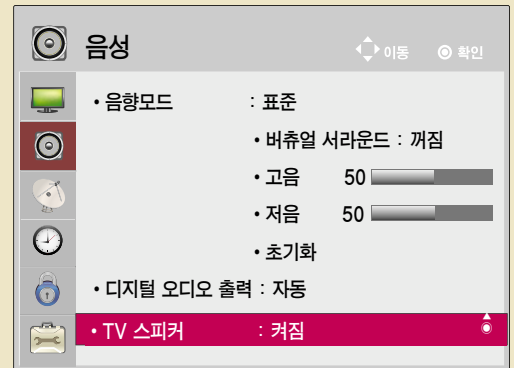 음성 이동 확인
• 음향모드 : 표준
• 버츄얼 서라운드 : 꺼짐
• 고음 50
• 저음 50
• 초기화
• 디지털 오디오 출력 : 자동
• TV 스피커 : 켜짐